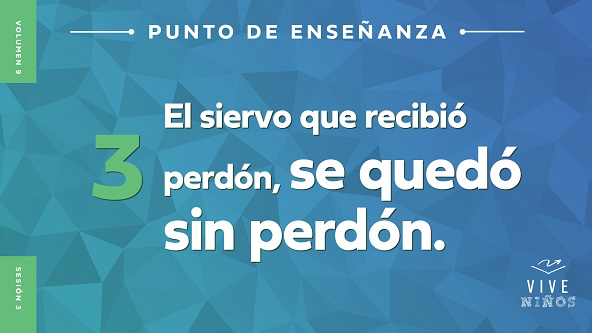 PUNTO DE ENSEÑANZA
VOLUMEN 9
3
El siervo que recibió
perdón, se quedó
sin perdón.
SESIÓN 3
VIVE
NIÑOS